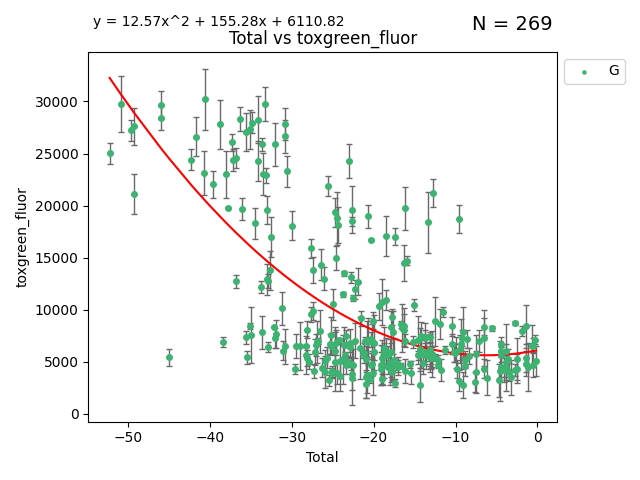 y = 12.57x^2 + 155.28x + 6110.82
N = 269
Total vs toxgreen_fluor
G
30000
25000
20000
15000
10000
5000
0
toxgreen_fluor
−50
−40
−30
−20
−10
0
Total